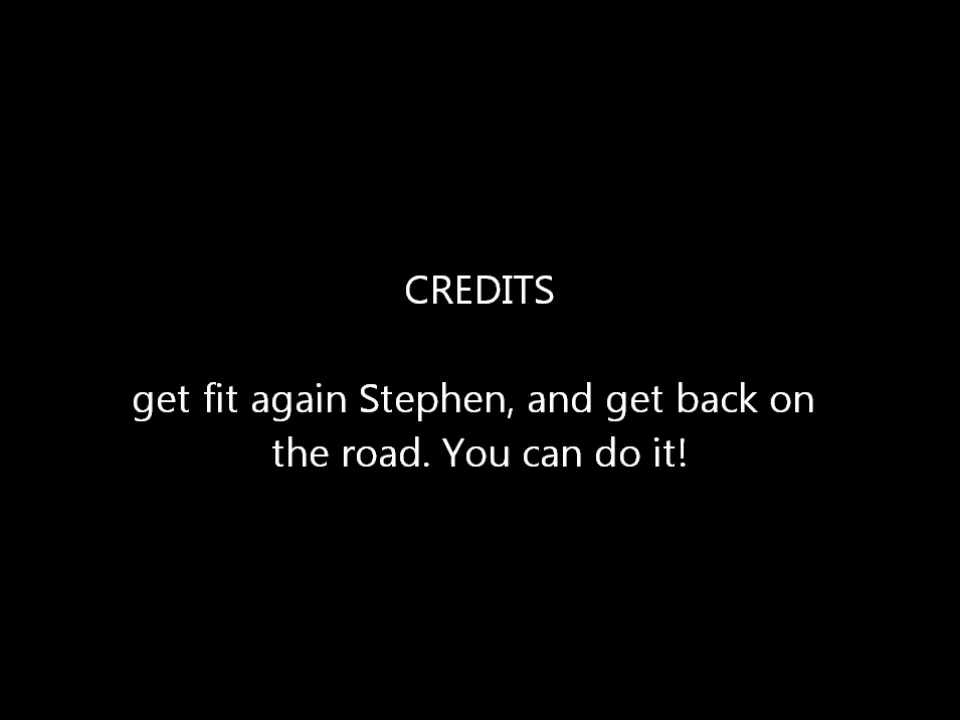 CREDITS
get fit again Stephen, and get back on
the road. You can do it!